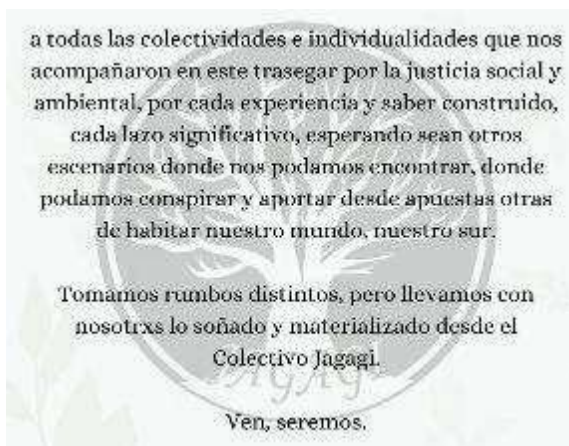 a todas las colectividades e individualidades que nos
acompañaron en este trasegar por la justicia social y
ambiental, por cada experiencia y saber construido,
cada lazo significativo, esperando sean otros
escenarios donde nos podamos encontrar, donde
podamos conspirar y aportar desde apuestas otras
de habitar nuestro mundo, nuestro sur.
Tomamos rumbos distintos, pero llevamos con
nosotrxs lo soñado y materializado desde el
Colectivo Jagagi.
JAGAGI
Ven, seremos.